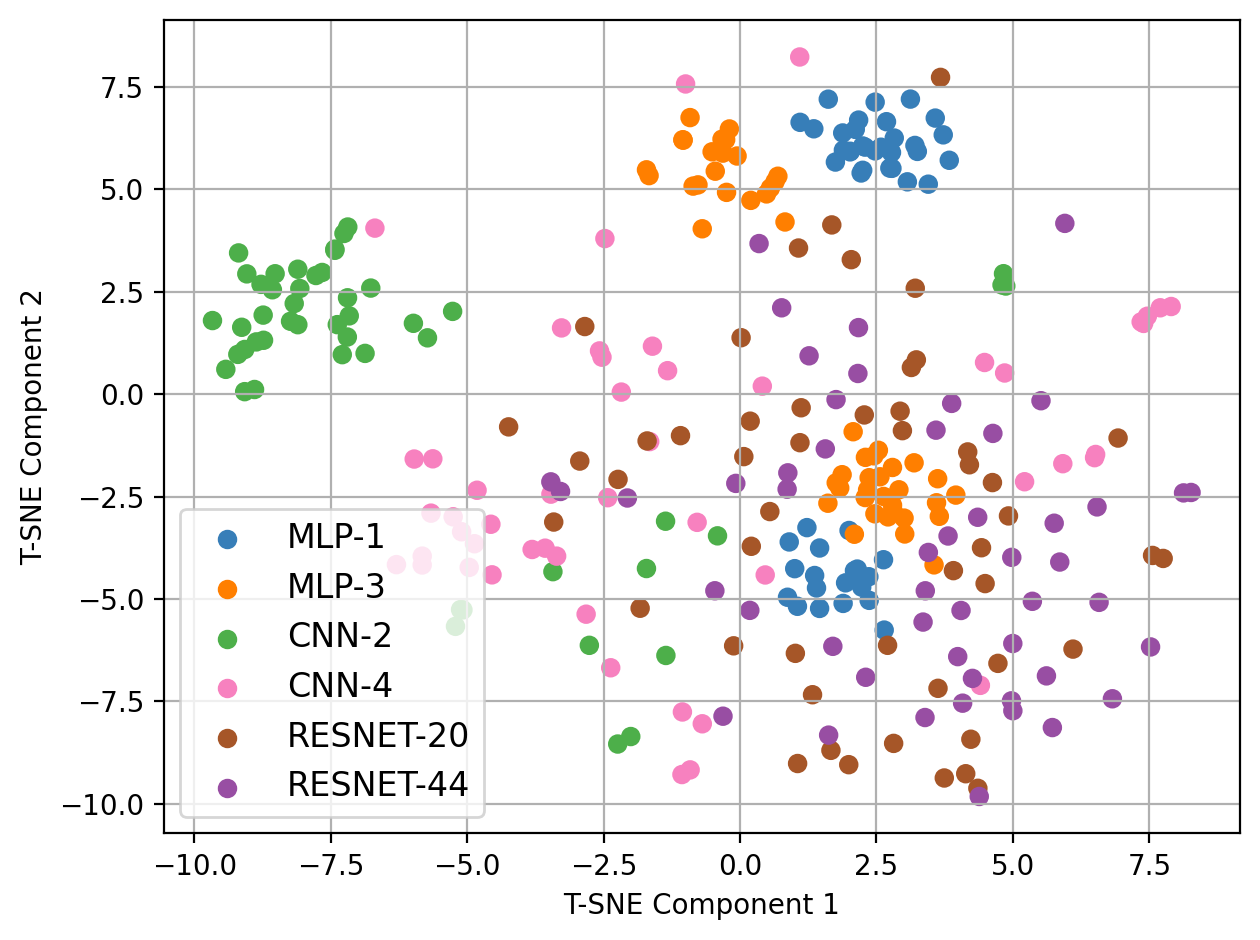 7.5
5.0
2.5
0.0
−2.5
−5.0
−7.5
−10.0
T-SNE Component 2
MLP-1
MLP-3
CNN-2
CNN-4
RESNET-20
RESNET-44
−10.0 −7.5 −5.0 −2.5 0.0 2.5 5.0 7.5
T-SNE Component 1